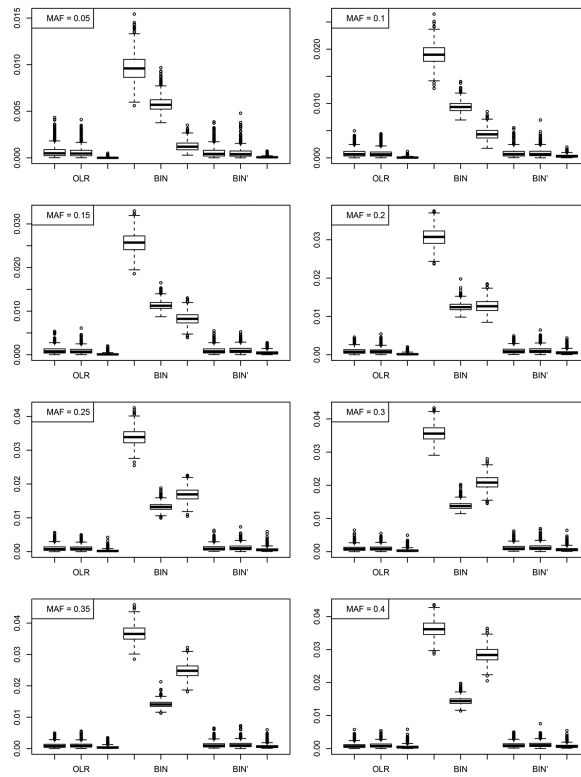 MAF = 0.05
0.015
0.010
0.005
0.000
OLR BIN BIN'
MAF = 0.1
0.020
0.010
0.000
OLR BIN BIN'
MAF = 0.15
0.030
0.020
0.010
0.000
OLR BIN BIN'
MAF = 0.2
0.03
0.02
0.01
0.00
OLR BIN BIN'
MAF = 0.25
0.04
0.03
0.02
0.01
0.00
OLR BIN BIN'
MAF = 0.3
0.04
0.03
0.02
0.01
0.00
OLR BIN BIN'
MAF = 0.35
0.04
0.03
0.02
0.01
0.00
OLR BIN BIN'
MAF = 0.4
0.04
0.03
0.02
0.01
0.00
OLR BIN BIN'